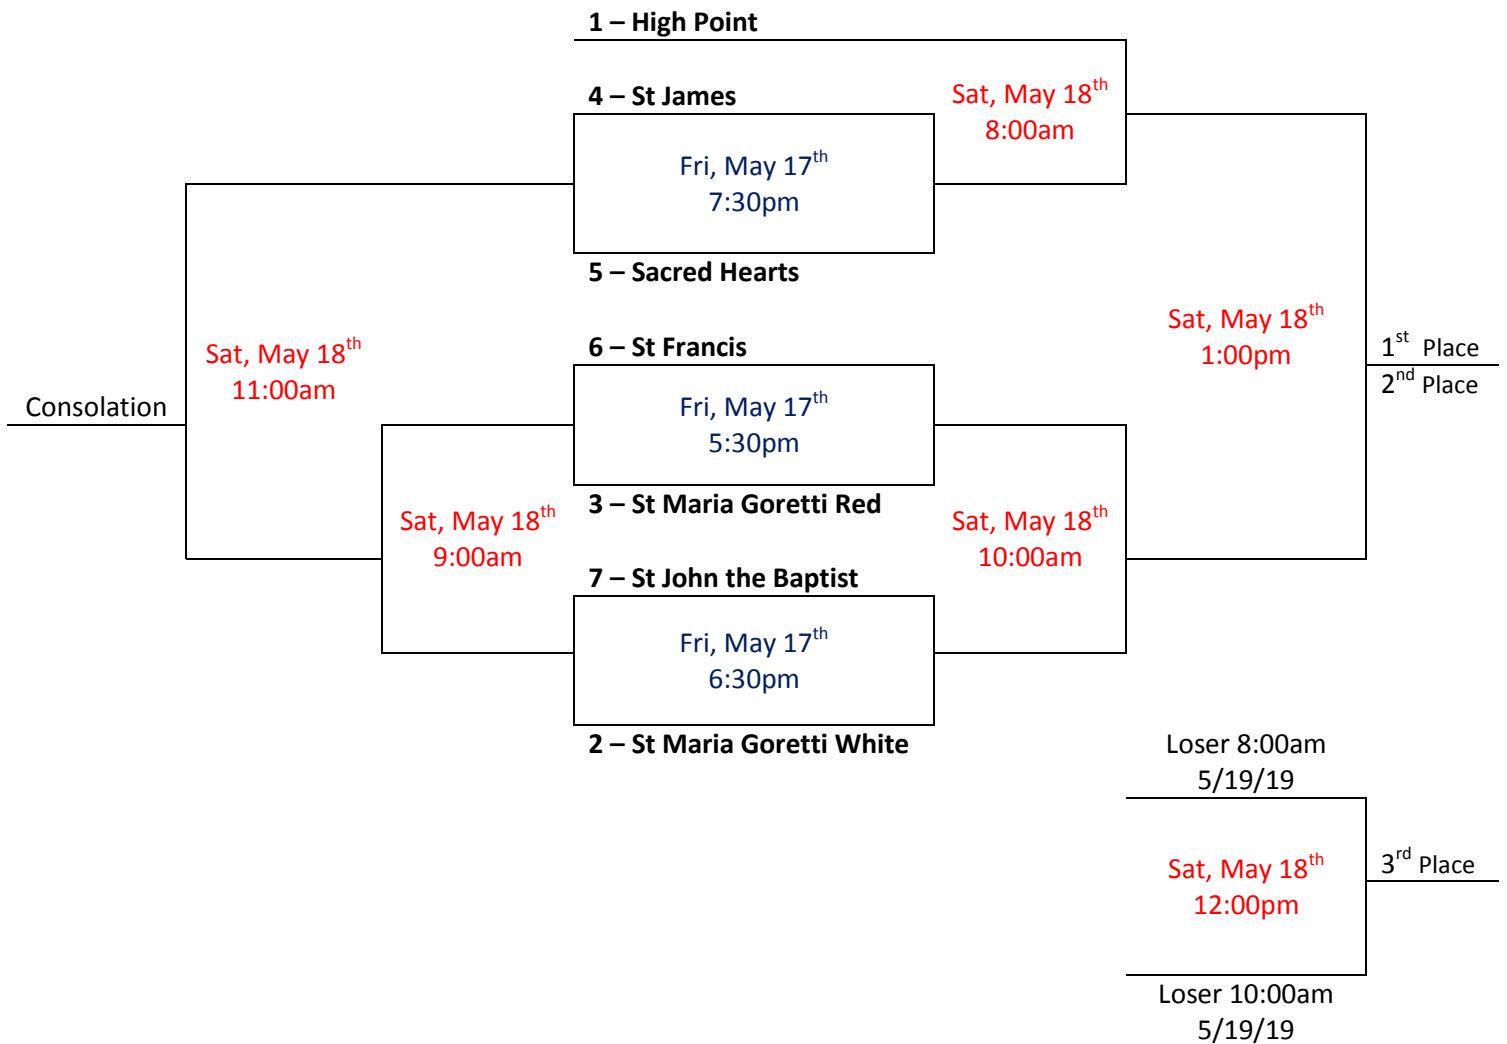 1 – High Point
4 – St James
Sat, May 18th
8:00am
Fri, May 17th
7:30pm
5 – Sacred Hearts
Sat, May 18th
1:00pm
6 – St Francis
1st Place
2nd Place
Sat, May 18th
11:00am
Consolation
Fri, May 17th
5:30pm
3 – St Maria Goretti Red
Sat, May 18th
9:00am
Sat, May 18th
10:00am
7 – St John the Baptist
Fri, May 17th
6:30pm
2 – St Maria Goretti White
Loser 8:00am
5/19/19
Sat, May 18th
12:00pm
3rd Place
Loser 10:00am
5/19/19